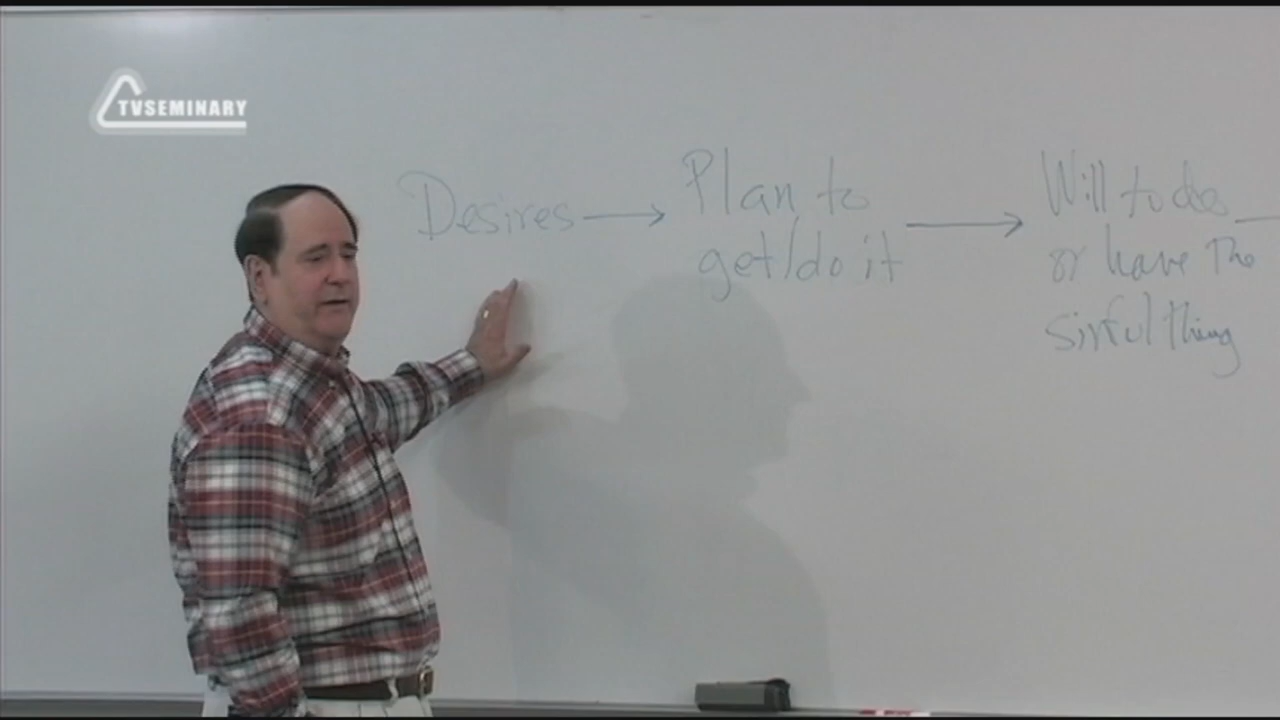 TVSEMINARY
Desires → Plan to
get/do it
→ Will to do
or have the
sinful thing